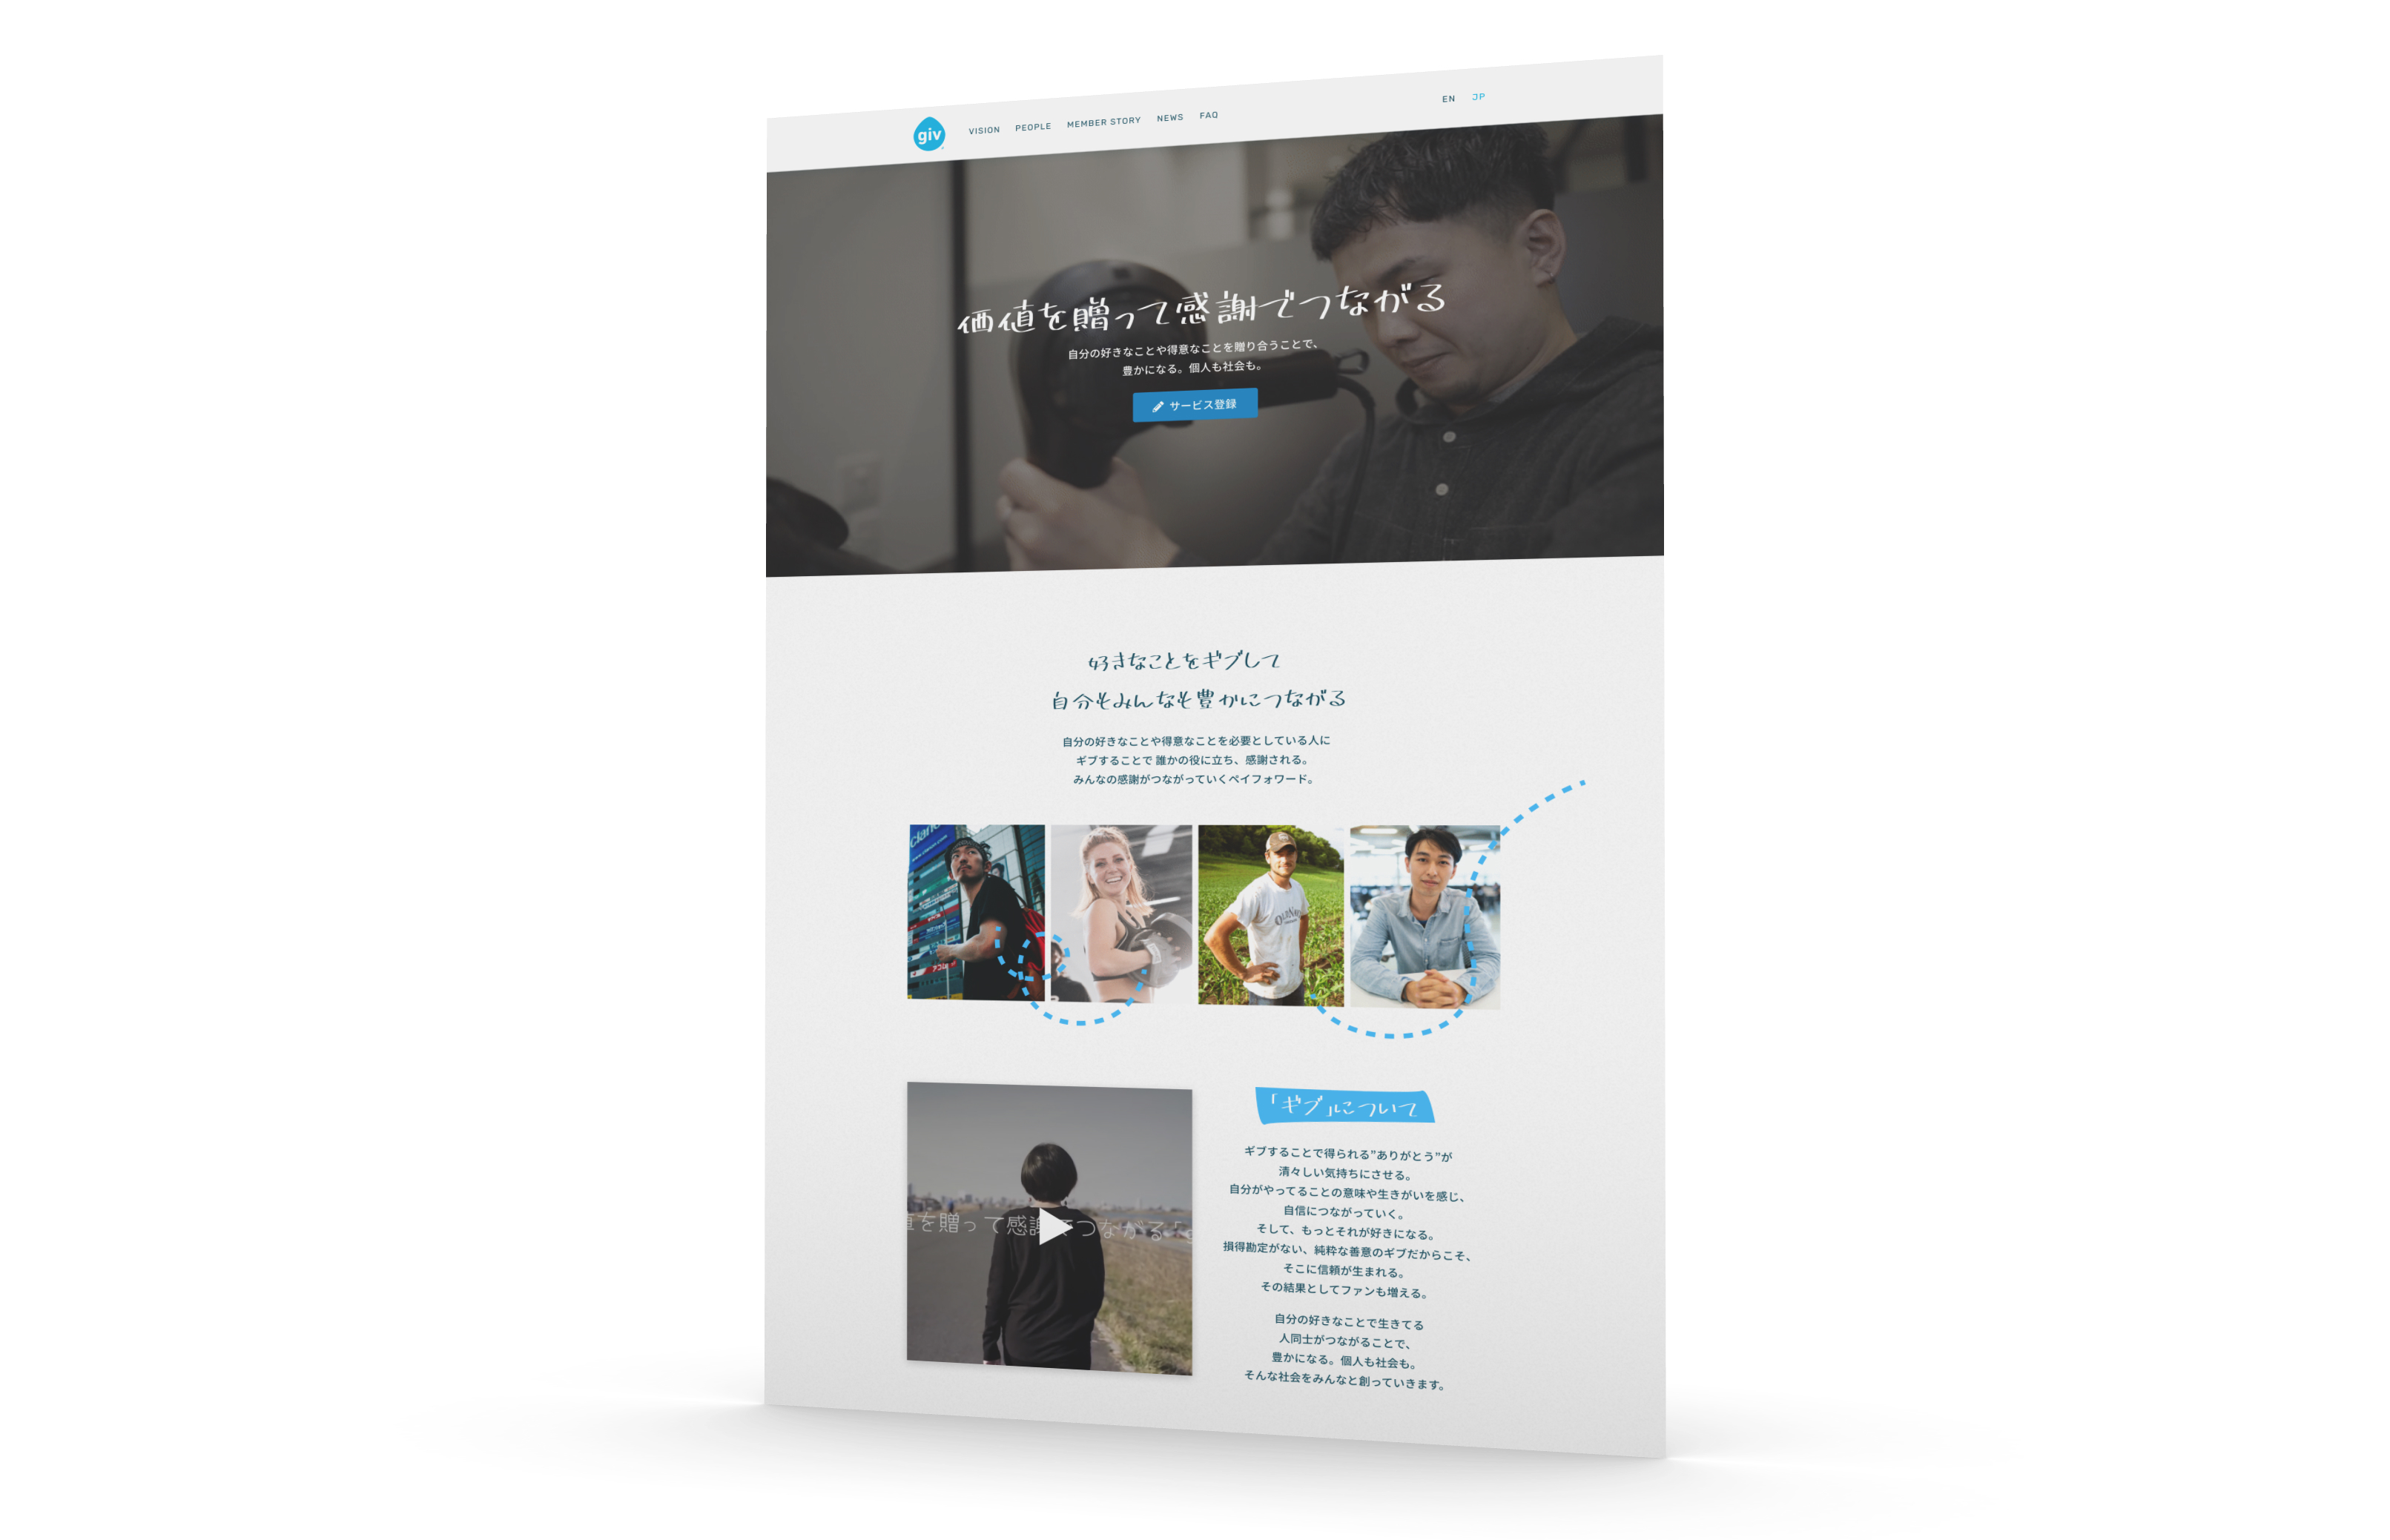 giv
VISION PEOPLE MEMBER STORY NEWS FAQ
EN JP
価値を贈って感謝でつながる
自分の好きなことや得意なことを贈り合うことで、
豊かになる。個人も社会も。
サービス登録
好きなことをギブして
自分もみんなも豊かにつながる
自分の好きなことや得意なことを必要としている人に
ギブすることで 誰かの役に立ち、感謝される。
みんなの感謝がつながっていくペイフォワード。
を贈って感謝でつながる「
「ギブ」について
ギブすることで得られる”ありがとう”が
清々しい気持ちにさせる。
自分がやってることの意味や生きがいを感じ、
自信につながっていく。
そして、もっとそれが好きになる。
損得勘定がない、純粋な善意のギブだからこそ、
そこに信頼が生まれる。
その結果としてファンも増える。
自分の好きなことで生きてる
人同士がつながることで、
豊かになる。個人も社会も。
そんな社会をみんなと創っていきます。